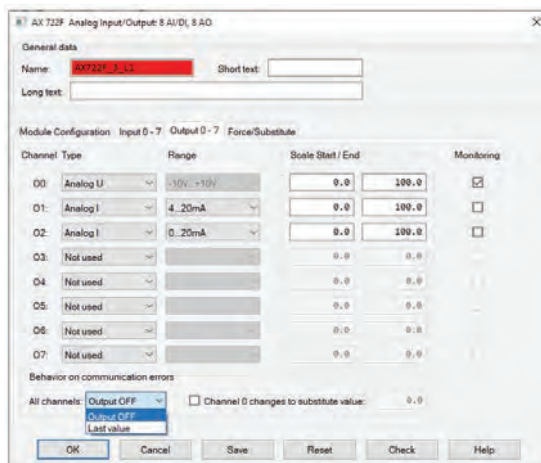 AX 722F Analog Input/Output: 8 AI/DI, 8 AO
General data
Name: AX722F_3_L1 Short text:
Long text:
Module Configuration Input 0 - 7 Output 0 - 7 Force/Substitute
Channel Type Range Scale Start / End Monitoring
O0: Analog U -10V...+10V 0.0 100.0
O1: Analog I 4...20mA 0.0 100.0
O2: Analog I 0...20mA 0.0 100.0
O3: Not used 0.0 0.0
O4: Not used 0.0 0.0
O5: Not used 0.0 0.0
O6: Not used 0.0 0.0
O7: Not used 0.0 0.0
Behavior on communication errors
All channels: Output OFF Channel 0 changes to substitute value: 0.0
Output OFF
Last value
OK Cancel Save Reset Check Help